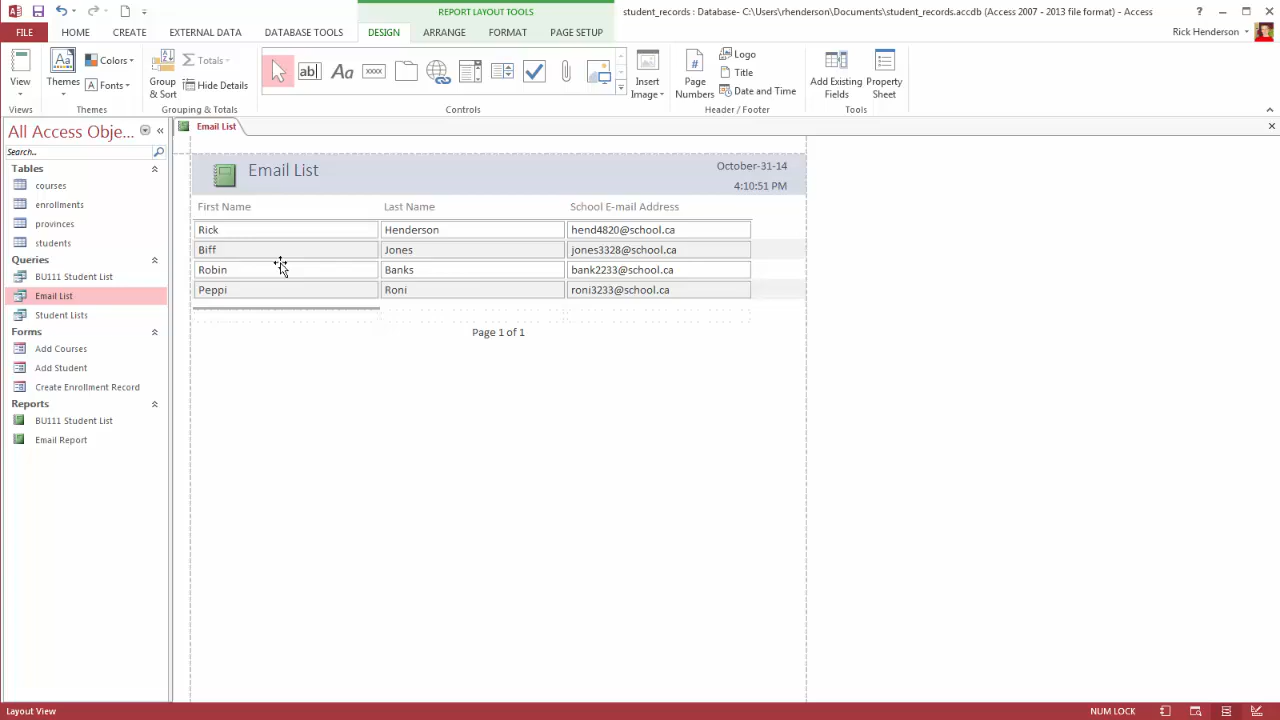 REPORT LAYOUT TOOLS
student_records : Database- C:\Users\rhenderson\Documents\student_records.accdb (Access 2007 - 2013 file format) - Access
FILE HOME CREATE EXTERNAL DATA DATABASE TOOLS DESIGN ARRANGE FORMAT PAGE SETUP Rick Henderson
View
Views
Themes
Colors
Fonts
Themes
Group & Sort
Totals
Hide Details
Grouping & Totals
ab|
Aa
xxxx
Controls
Insert Image
Page Numbers
Logo
Title
Date and Time
Header / Footer
Add Existing Fields
Property Sheet
Tools
All Access Obje...
Search..
Tables
courses
enrollments
provinces
students
Queries
BU111 Student List
Email List
Student Lists
Forms
Add Courses
Add Student
Create Enrollment Record
Reports
BU111 Student List
Email Report
Email List
Email List
October-31-14
4:10:51 PM
First Name Last Name School E-mail Address
Rick Henderson hend4820@school.ca
Biff Jones jones3328@school.ca
Robin Banks bank2233@school.ca
Peppi Roni roni3233@school.ca
Page 1 of 1
Layout View
NUM LOCK